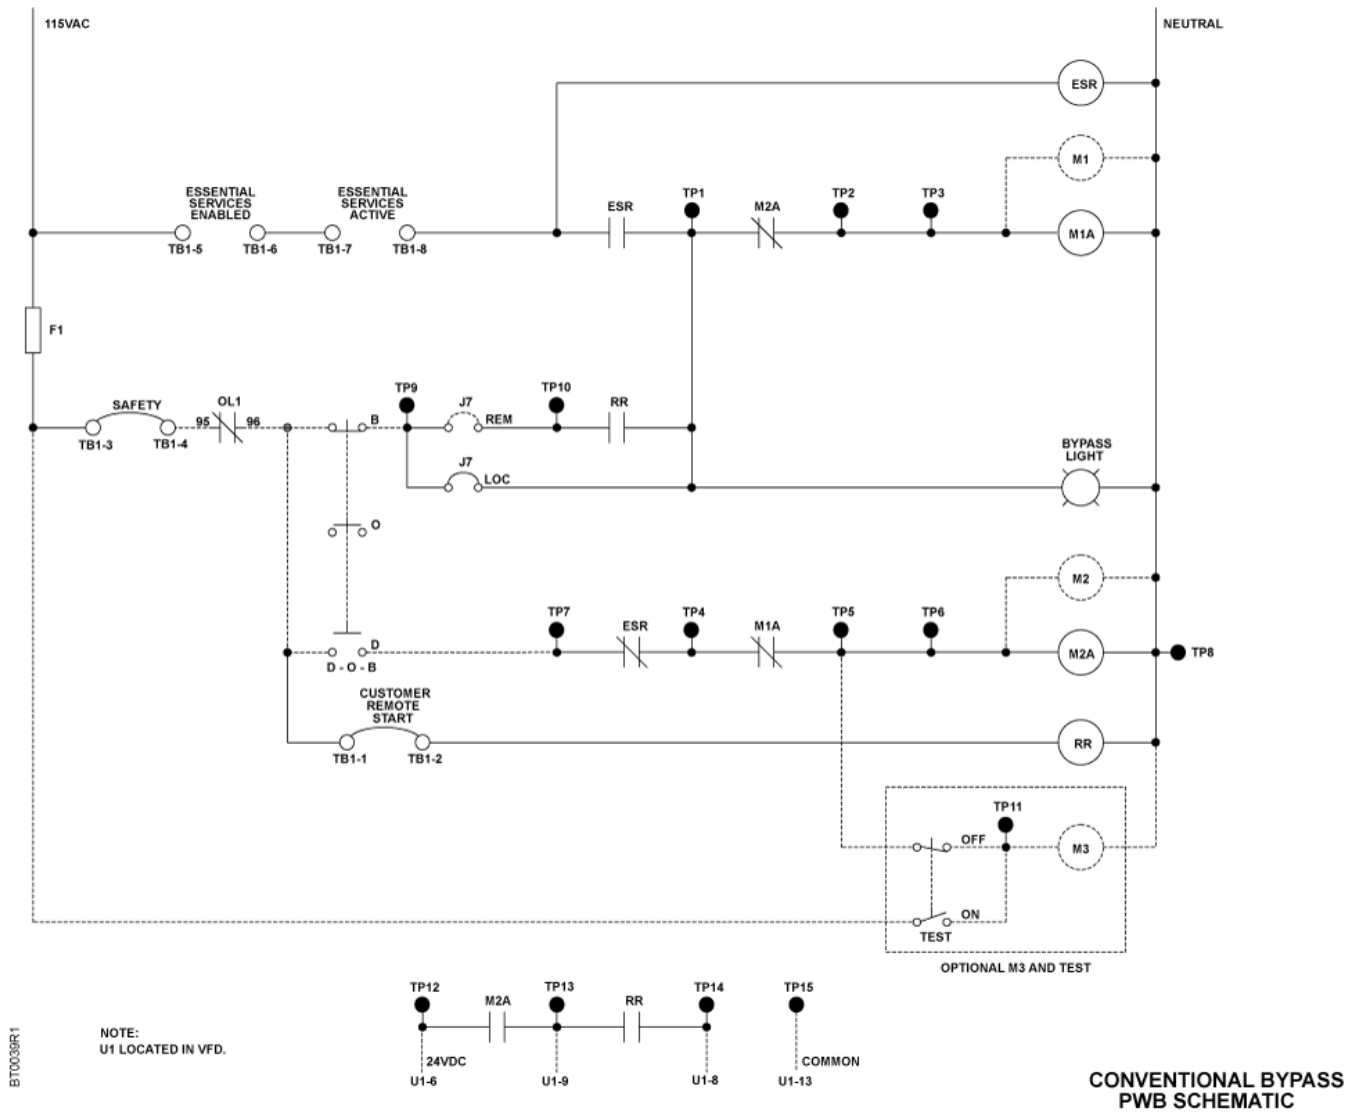 115VAC
NEUTRAL
ESR
M1
ESSENTIAL
SERVICES
ENABLED
ESSENTIAL
SERVICES
ACTIVE
ESR
TP1
M2A
TP2
TP3
M1A
TB1-5
TB1-6
TB1-7
TB1-8
F1
SAFETY
OL1
95
96
TB1-3
TB1-4
B
TP9
J7
REM
TP10
RR
J7
LOC
BYPASS
LIGHT
O
M2
D
D - O - B
TP7
ESR
TP4
M1A
TP5
TP6
M2A
TP8
CUSTOMER
REMOTE
START
TB1-1
TB1-2
RR
TP11
OFF
M3
ON
TEST
OPTIONAL M3 AND TEST
TP12
M2A
TP13
RR
TP14
TP15
24VDC
COMMON
U1-6
U1-9
U1-8
U1-13
NOTE:
U1 LOCATED IN VFD.
BT0039R1
CONVENTIONAL BYPASS
PWB SCHEMATIC